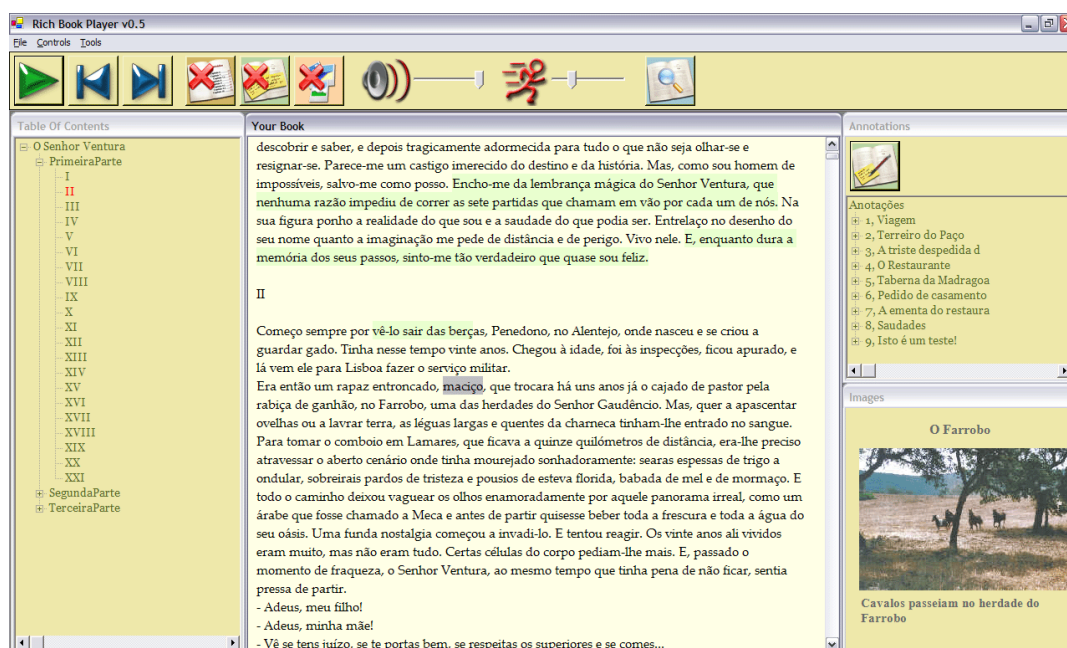 Rich Book Player v0.5
File Controls Tools
Table Of Contents
O Senhor Ventura
PrimeiraParte
I
II
III
IV
V
VI
VII
VIII
IX
X
XI
XII
XIII
XIV
XV
XVI
XVII
XVIII
XIX
XX
XXI
SegundaParte
TerceiraParte
Your Book
descobrir e saber, e depois tragicamente adormecida para tudo o que não seja olhar-se e
resignar-se. Parece-me um castigo imerecido do destino e da história. Mas, como sou homem de
impossíveis, salvo-me como posso. Encho-me da lembrança mágica do Senhor Ventura, que
nenhuma razão impediu de correr as sete partidas que chamam em vão por cada um de nós. Na
sua figura ponho a realidade do que sou e a saudade do que podia ser. Entrelaço no desenho do
seu nome quanto a imaginação me pede de distância e de perigo. Vivo nele. E, enquanto dura a
memória dos seus passos, sinto-me tão verdadeiro que quase sou feliz.
II
Começo sempre por vê-lo sair das berças, Penedono, no Alentejo, onde nasceu e se criou a
guardar gado. Tinha nesse tempo vinte anos. Chegou à idade, foi às inspecções, ficou apurado, e
lá vem ele para Lisboa fazer o serviço militar.
Era então um rapaz entroncado, maciço, que trocara há uns anos já o cajado de pastor pela
rabiça de ganhão, no Farrobo, uma das herdades do Senhor Gaudêncio. Mas, quer a apascentar
ovelhas ou a lavrar terra, as léguas largas e quentes da charneca tinham-lhe entrado no sangue.
Para tomar o comboio em Lamares, que ficava a quinze quilómetros de distância, era-lhe preciso
atravessar o aberto cenário onde tinha mourejado sonhadoramente: searas espessas de trigo a
ondular, sobreirais pardos de tristeza e pousios de esteva florida, babada de mel e de mormaço. E
todo o caminho deixou vaguear os olhos enamoradamente por aquele panorama irreal, como um
árabe que fosse chamado a Meca e antes de partir quisesse beber toda a frescura e toda a água do
seu oásis. Uma funda nostalgia começou a invadi-lo. E tentou reagir. Os vinte anos ali vividos
eram muito, mas não eram tudo. Certas células do corpo pediam-lhe mais. E, passado o
momento de fraqueza, o Senhor Ventura, ao mesmo tempo que tinha pena de não ficar, sentia
pressa de partir.
- Adeus, meu filho!
- Adeus, minha mãe!
- Vê se tens juízo, se te portas bem, se respeitas os superiores e se comes...
Annotations
Anotações
1, Viagem
2, Terreiro do Paço
3, A triste despedida d
4, O Restaurante
5, Taberna da Madragoa
6, Pedido de casamento
7, A ementa do restaura
8, Saudades
9, Isto é um teste!
Images
O Farrobo
Cavalos passeiam no herdade do
Farrobo